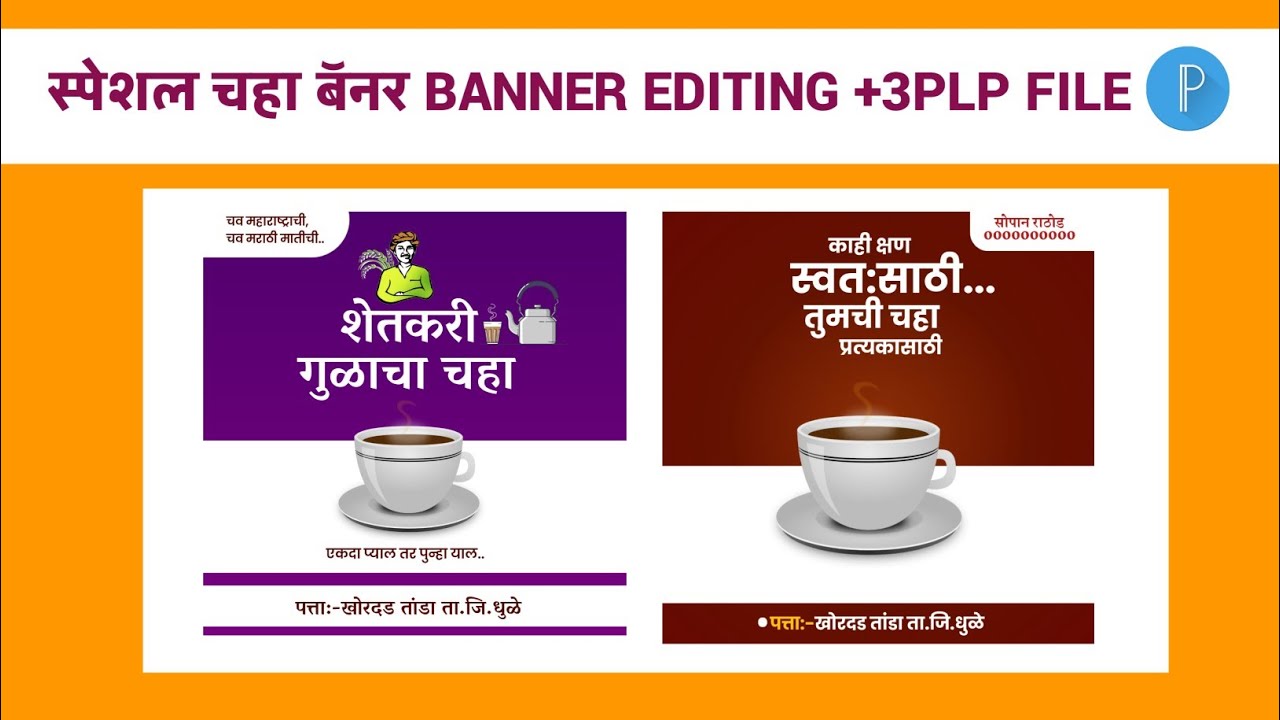 स्पेशल चहा बॅनर BANNER EDITING +3PLP FILE
चव महाराष्ट्राची,
चव मराठी मातीची..
शेतकरी
गुळाचा चहा
एकदा प्याल तर पुन्हा याल..
पत्ता:-खोरदड तांडा ता.जि.धुळे
सोपान राठोड
0000000000
काही क्षण
स्वत:साठी...
तुमची चहा
प्रत्यकासाठी
पत्ता:-खोरदड तांडा ता.जि.धुळे